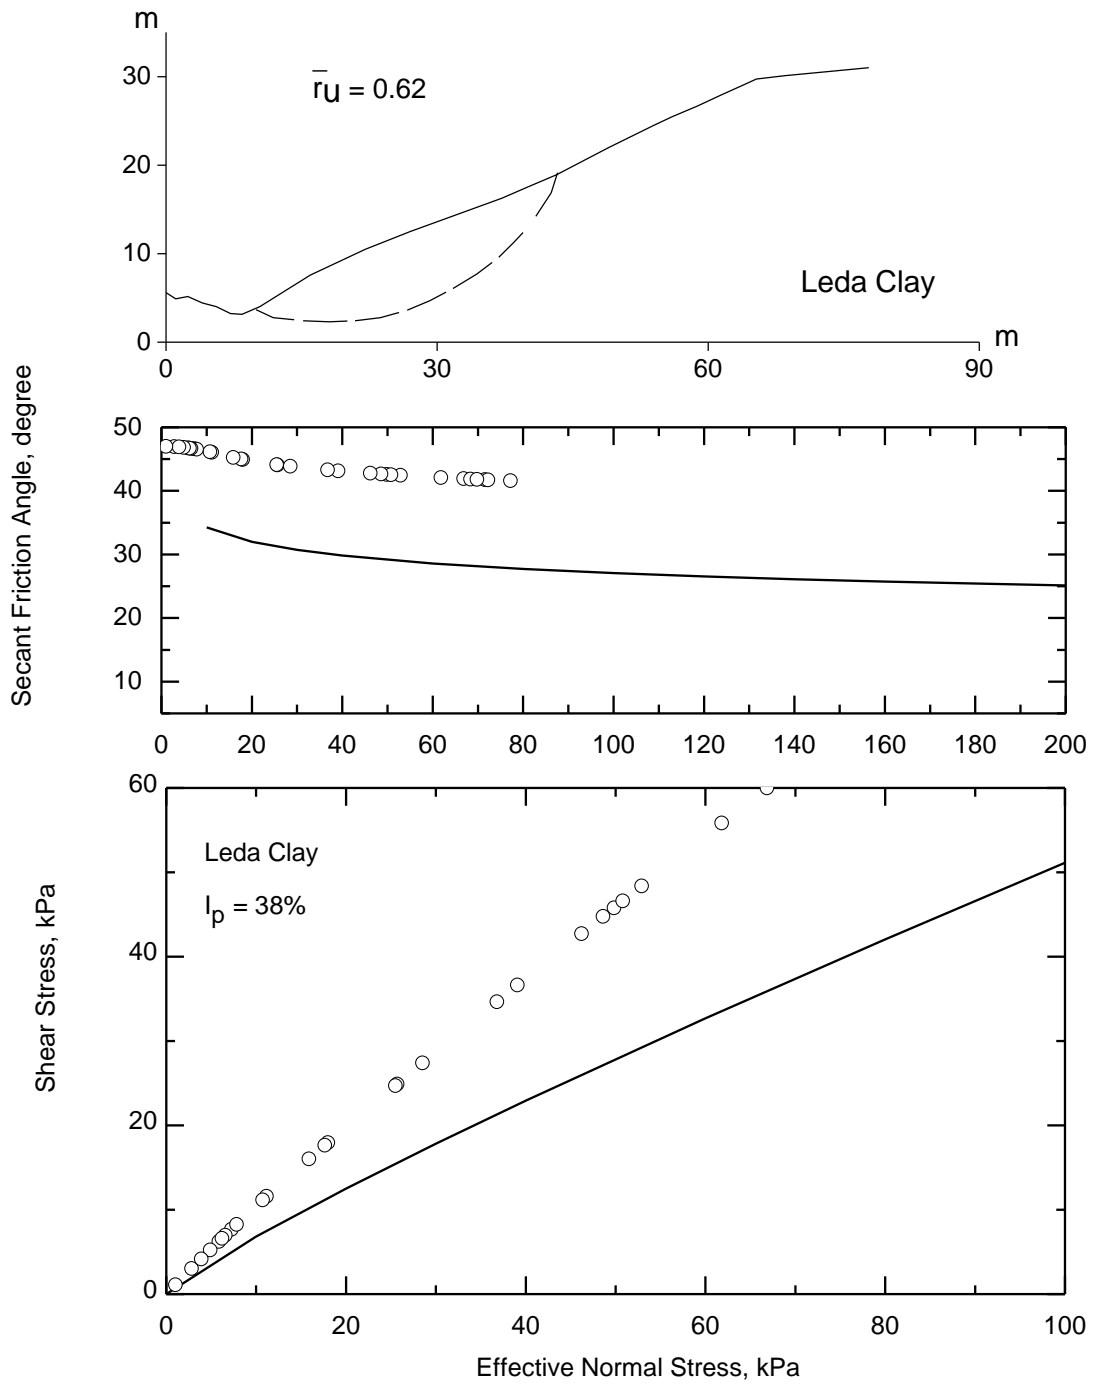 m
30
r̅u = 0.62
20
10
Leda Clay
0
m
0 30 60 90
Secant Friction Angle, degree
50
40
30
20
10
0 20 40 60 80 100 120 140 160 180 200
60
Leda Clay
Ip = 38%
Shear Stress, kPa
40
20
0
0 20 40 60 80 100
Effective Normal Stress, kPa